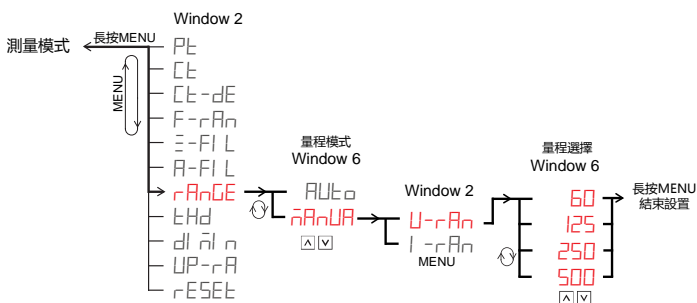 Window 2
測量模式
長按MENU
MENU
Pt
Ct
Ct-dE
F-rAn
Ξ-FIL
A-FIL
rAnGE
tHd
dI n̄I n
UP-rA
rESEt
量程模式
Window 6
AUto
n̄AnUA
Window 2
U-rAn
I-rAn
MENU
量程選擇
Window 6
60
125
250
500
長按MENU
結束設置